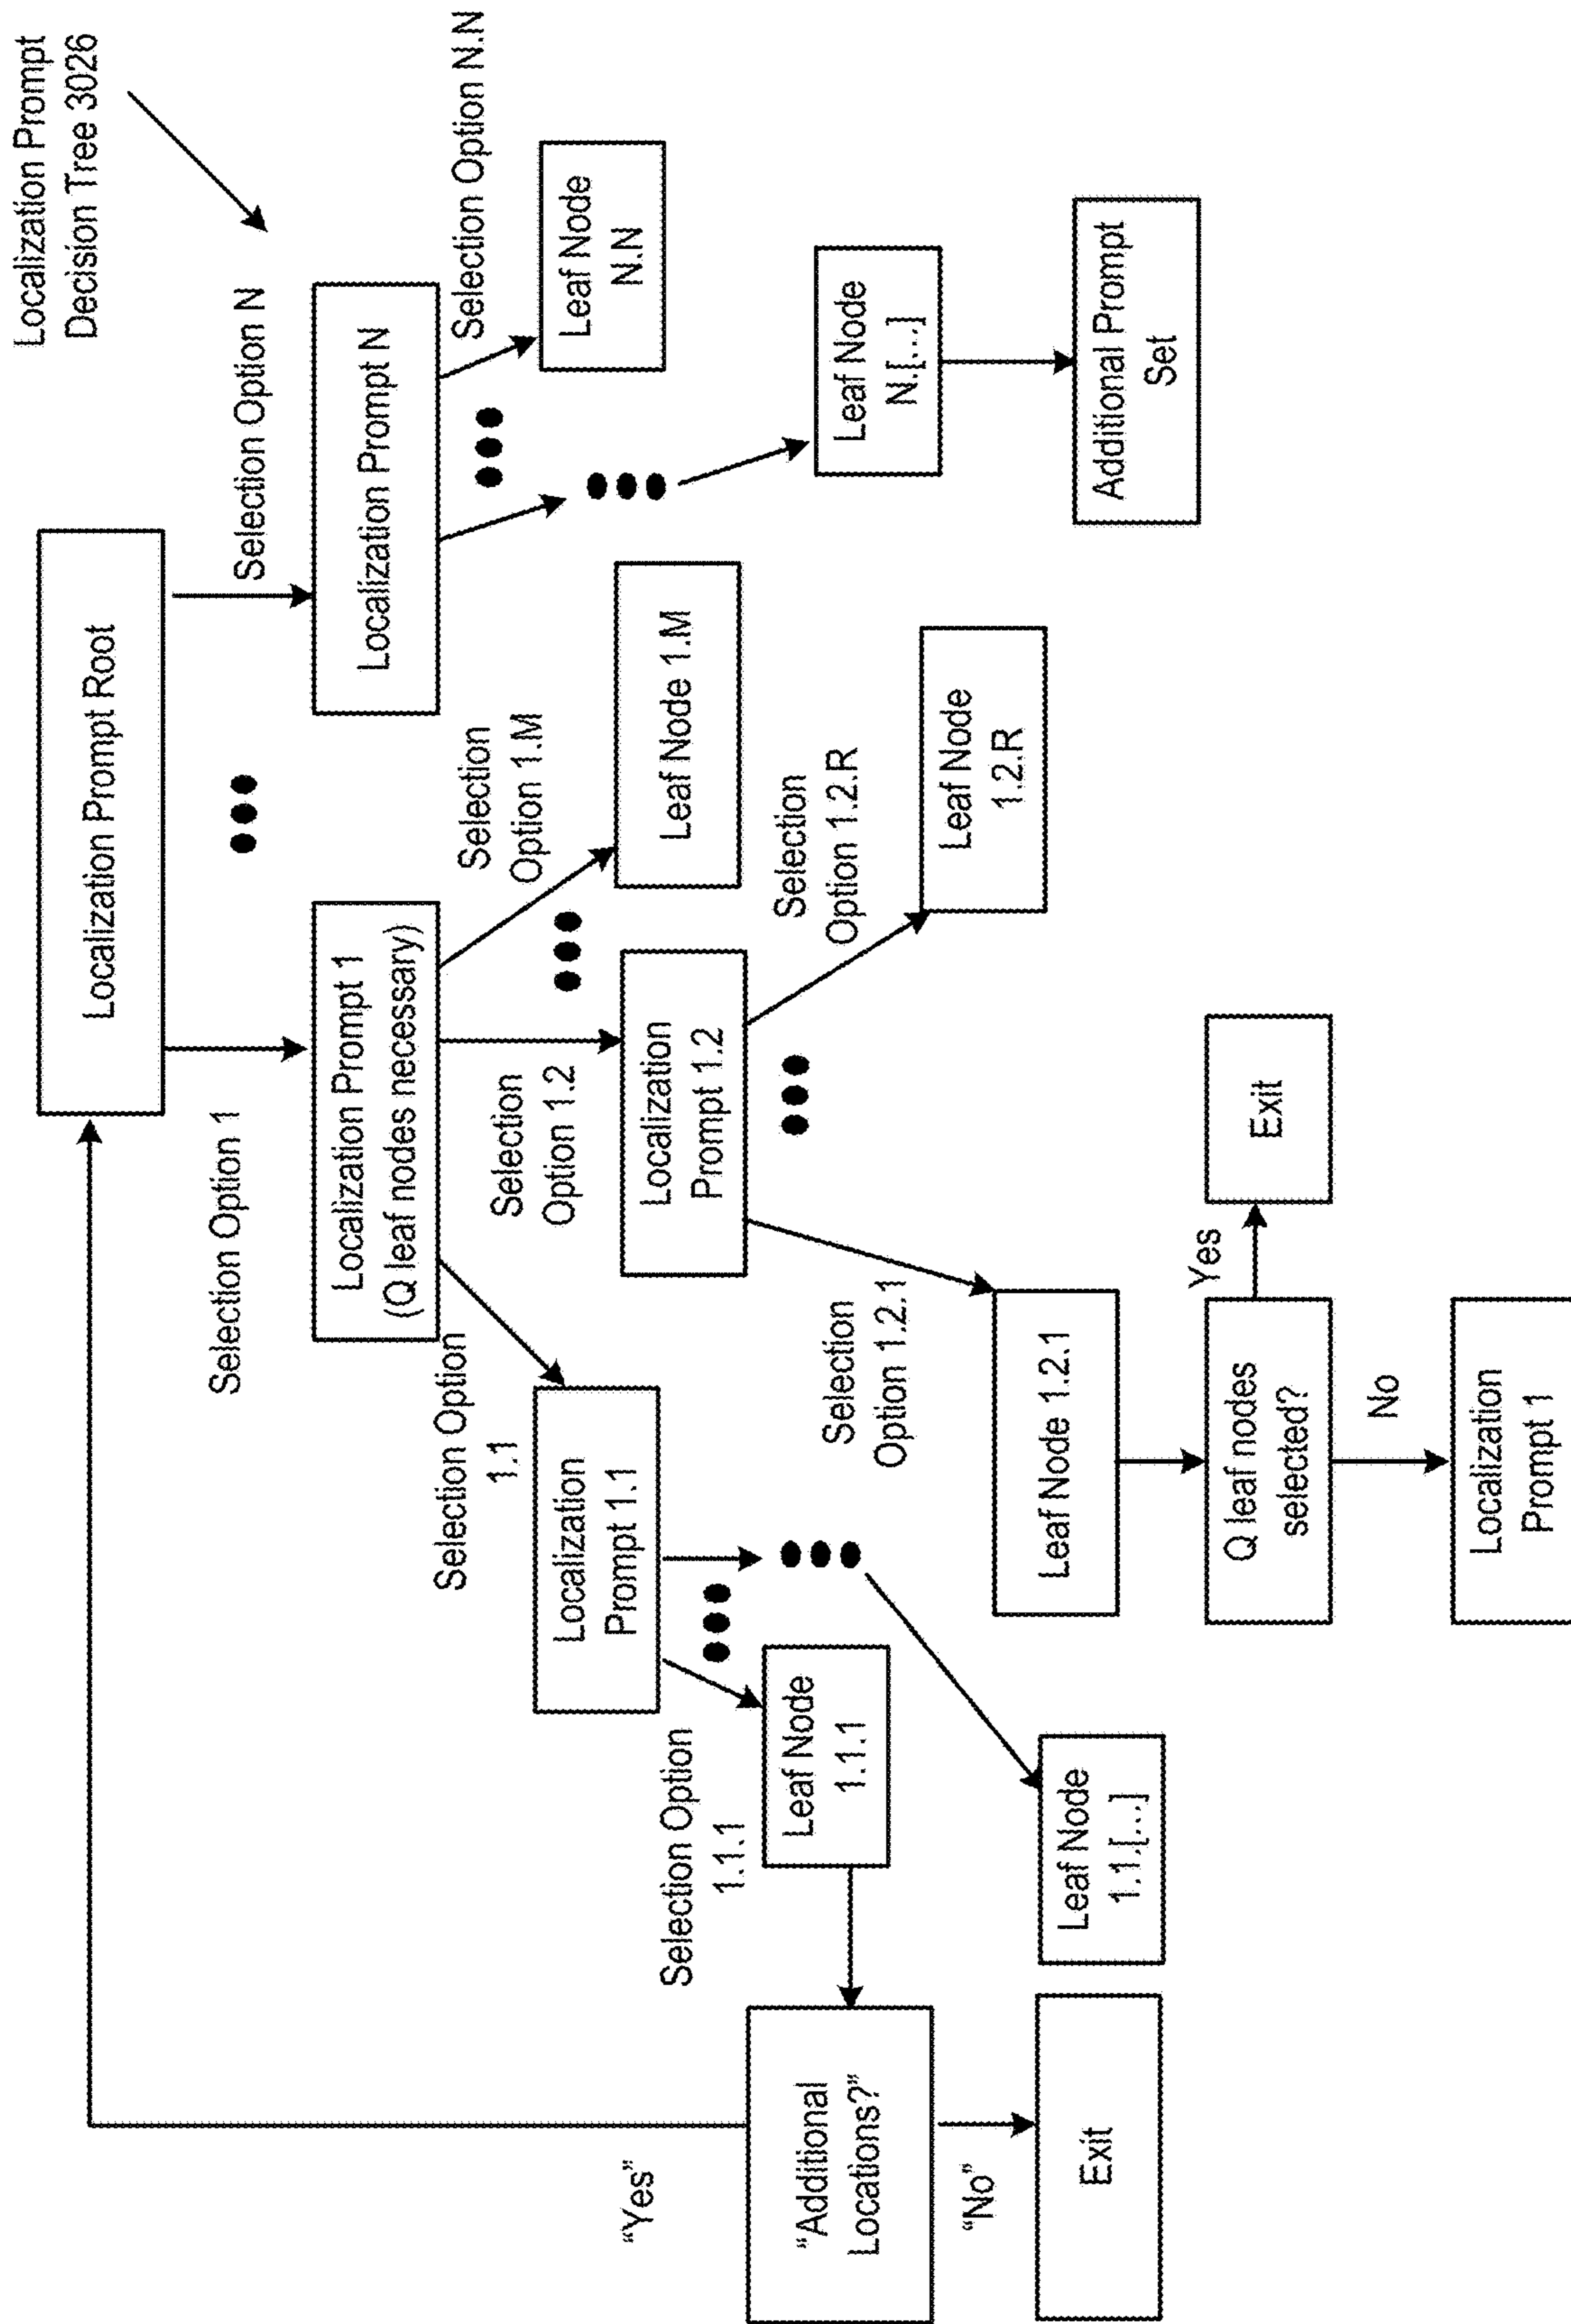 Localization Prompt
Decision Tree 3026
Localization Prompt Root
Selection Option 1
Selection Option N
Localization Prompt 1
(Q leaf nodes necessary)
Localization Prompt N
Selection Option
1.1
Selection
Option 1.2
Selection
Option 1.M
Selection Option N.N
Localization
Prompt 1.1
Localization
Prompt 1.2
Leaf Node 1.M
Leaf Node
N.N
Selection Option
1.1.1
Selection
Option 1.2.1
Selection
Option 1.2.R
"Yes"
"Additional
Locations?"
Leaf Node
1.1.1
Leaf Node
N.[...]
Leaf Node
1.2.R
"No"
Exit
Leaf Node
1.1.[...]
Leaf Node 1.2.1
Additional Prompt
Set
Q leaf nodes
selected?
Yes
Exit
No
Localization
Prompt 1